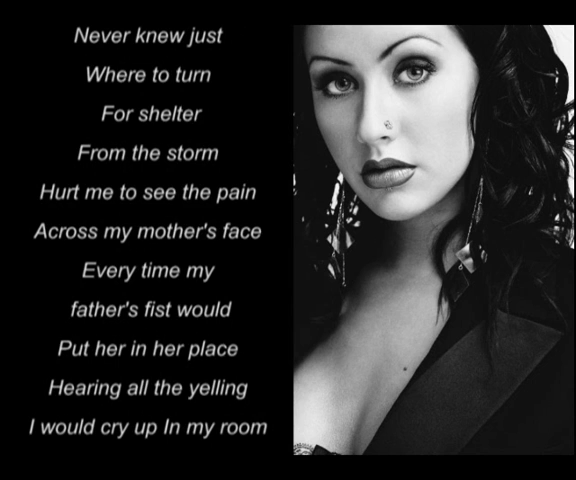 Never knew just
Where to turn
For shelter
From the storm
Hurt me to see the pain
Across my mother's face
Every time my
father's fist would
Put her in her place
Hearing all the yelling
I would cry up In my room